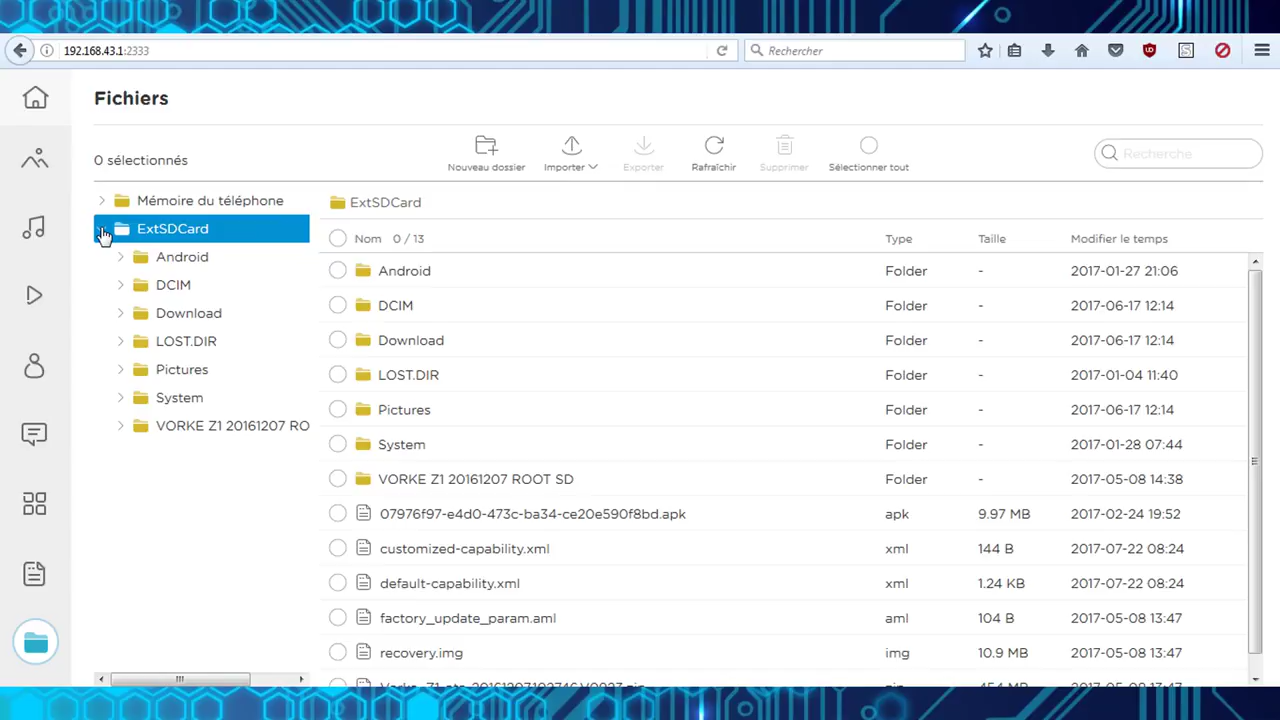 192.168.43.1:2333
Rechercher
Fichiers
0 sélectionnés
Nouveau dossier
Importer
Exporter
Rafraîchir
Supprimer
Sélectionner tout
Recherche
Mémoire du téléphone
ExtSDCard
Android
DCIM
Download
LOST.DIR
Pictures
System
VORKE Z1 20161207 RO
ExtSDCard
Nom 0 / 13 Type Taille Modifier le temps
Android Folder - 2017-01-27 21:06
DCIM Folder - 2017-06-17 12:14
Download Folder - 2017-06-17 12:14
LOST.DIR Folder - 2017-01-04 11:40
Pictures Folder - 2017-06-17 12:14
System Folder - 2017-01-28 07:44
VORKE Z1 20161207 ROOT SD Folder - 2017-05-08 14:38
07976f97-e4d0-473c-ba34-ce20e590f8bd.apk apk 9.97 MB 2017-02-24 19:52
customized-capability.xml xml 144 B 2017-07-22 08:24
default-capability.xml xml 1.24 KB 2017-07-22 08:24
factory_update_param.aml aml 104 B 2017-05-08 13:47
recovery.img img 10.9 MB 2017-05-08 13:47